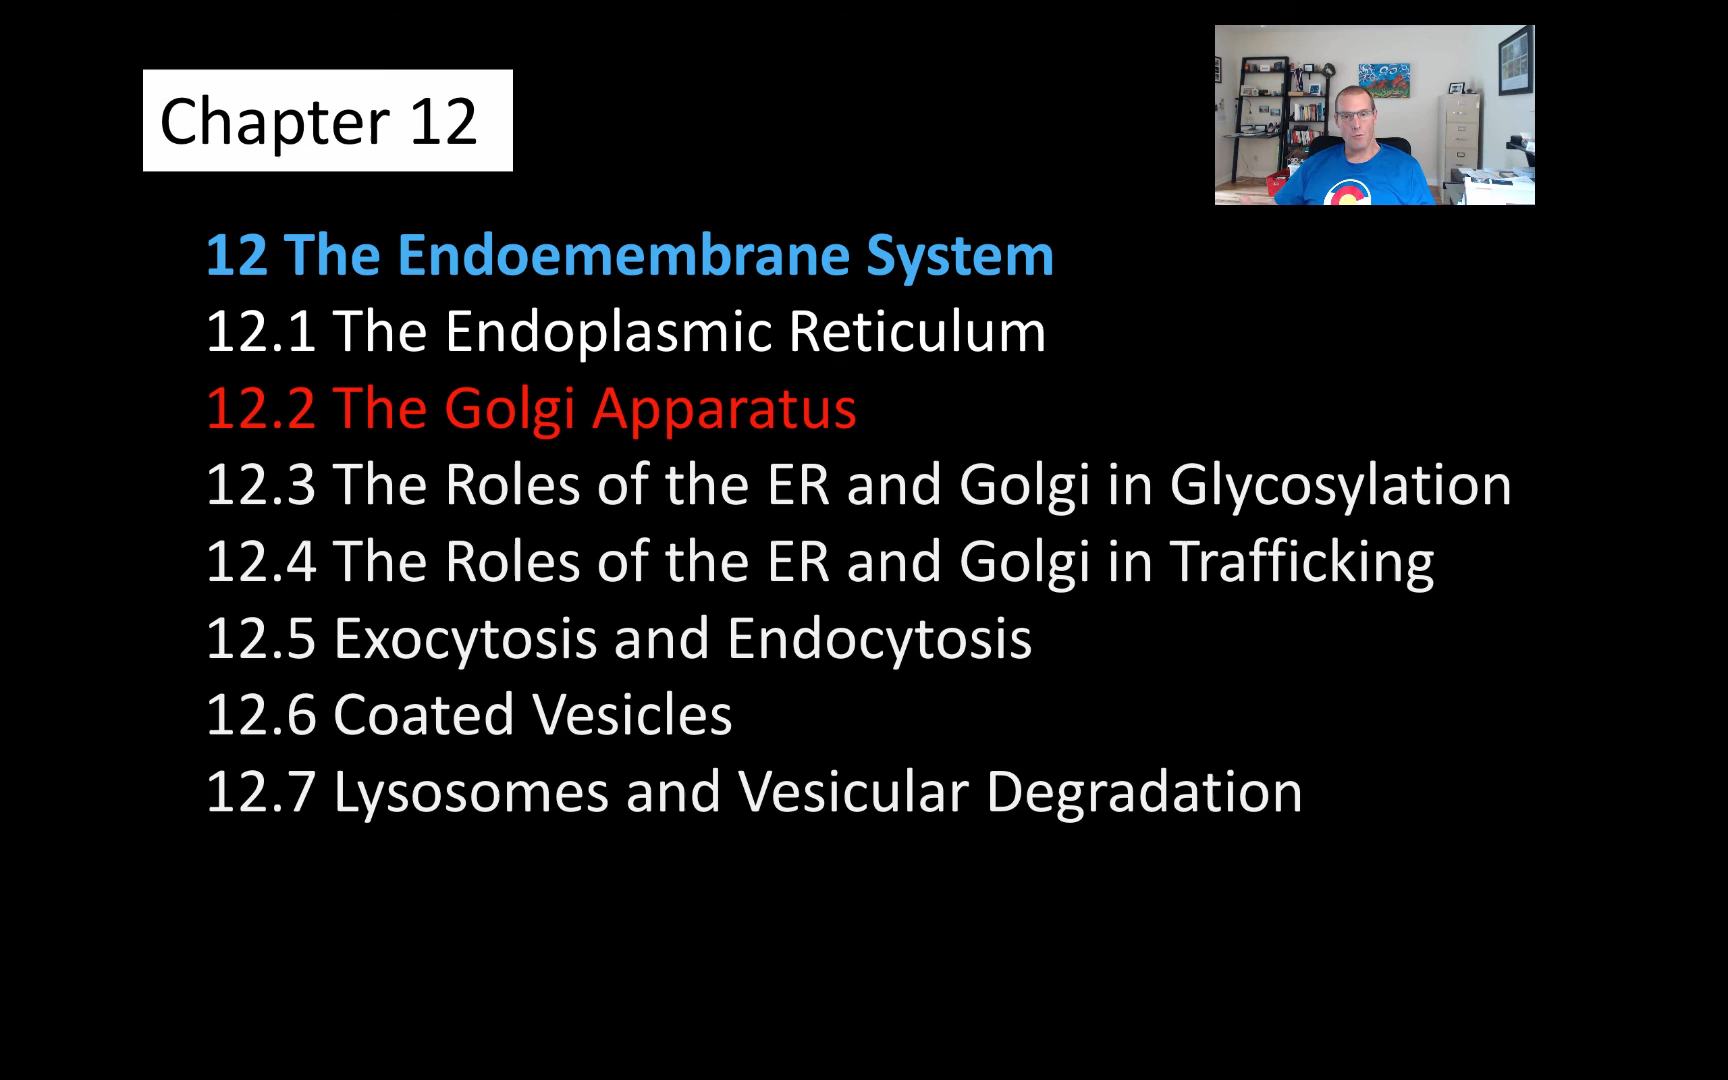 Chapter 12
12 The Endoemembrane System
12.1 The Endoplasmic Reticulum
12.2 The Golgi Apparatus
12.3 The Roles of the ER and Golgi in Glycosylation
12.4 The Roles of the ER and Golgi in Trafficking
12.5 Exocytosis and Endocytosis
12.6 Coated Vesicles
12.7 Lysosomes and Vesicular Degradation